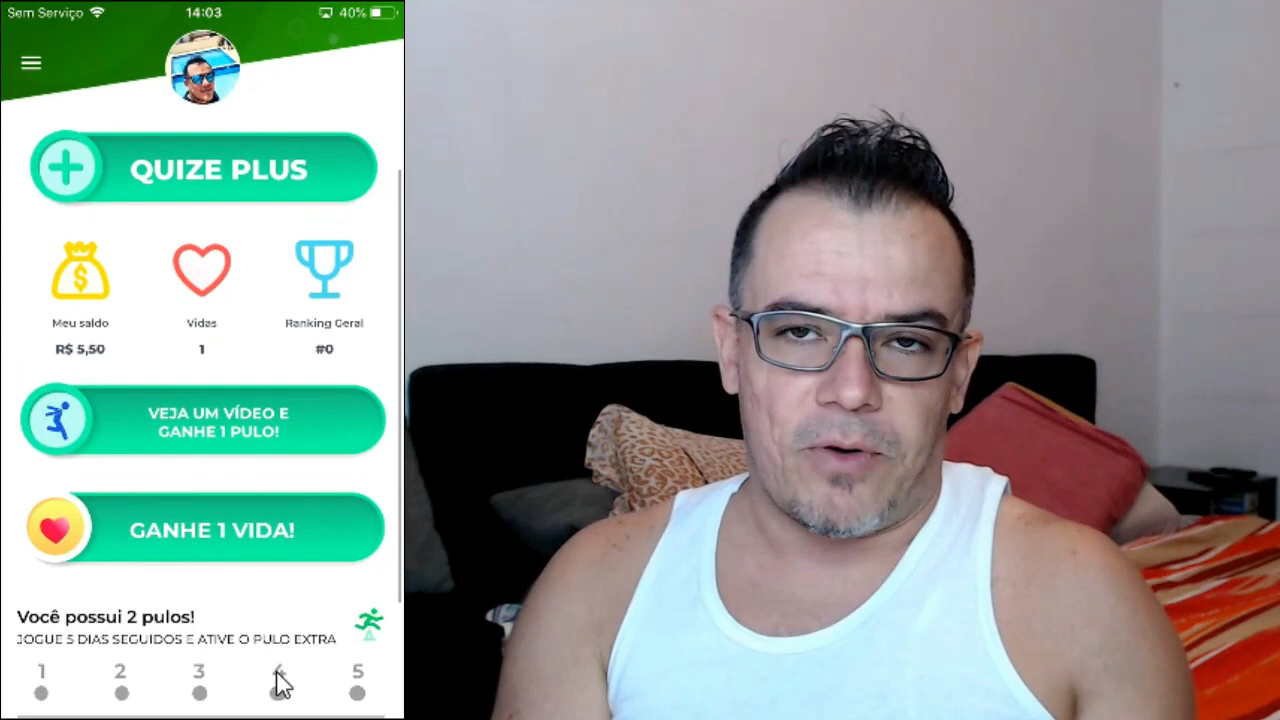 Sem Serviço 14:03 40%
QUIZE PLUS
Meu saldo Vidas Ranking Geral
R$ 5,50 1 #0
VEJA UM VÍDEO E
GANHE 1 PULO!
GANHE 1 VIDA!
Você possui 2 pulos!
JOGUE 5 DIAS SEGUIDOS E ATIVE O PULO EXTRA
1 2 3 4 5